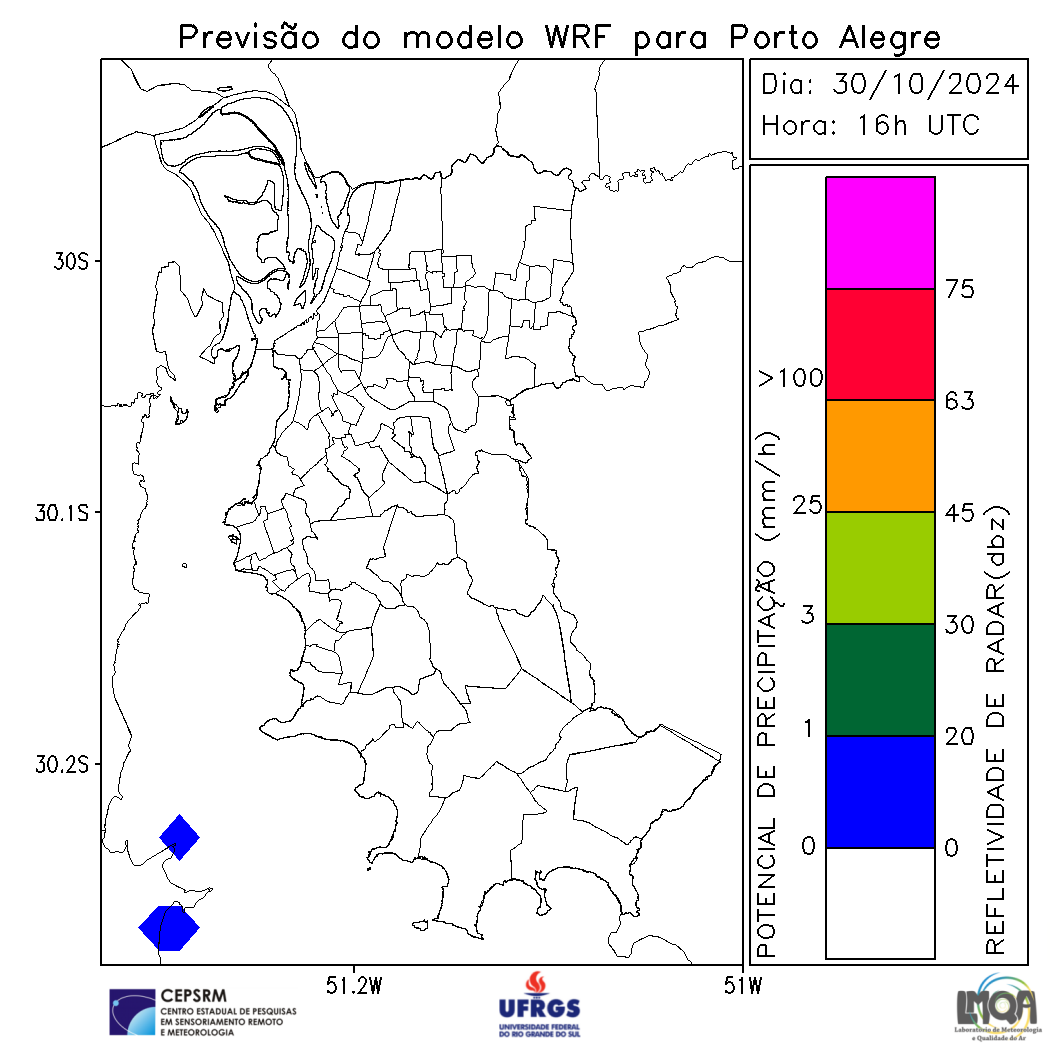 Previsão do modelo WRF para Porto Alegre
Dia: 30/10/2024
Hora: 16h UTC
30S
30.1S
30.2S
51.2W
51W
POTENCIAL DE PRECIPITAÇÃO (mm/h)
>100
25
3
1
0
75
63
45
30
20
0
REFLETIVIDADE DE RADAR(dbz)
CEPSRM
CENTRO ESTADUAL DE PESQUISAS
EM SENSORIAMENTO REMOTO
E METEOROLOGIA
UFRGS
UNIVERSIDADE FEDERAL
DO RIO GRANDE DO SUL
LMQA
Laboratório de Meteorologia
e Qualidade do Ar